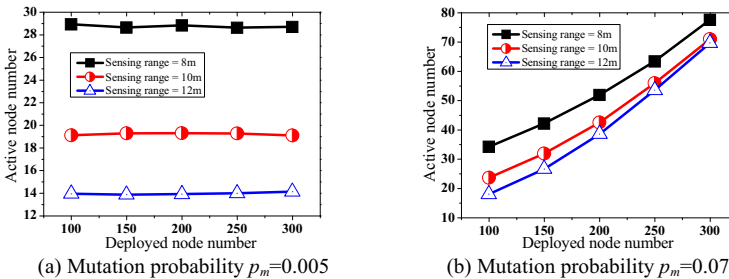 30
28
26
24
22
20
18
16
14
12
Active node number
Sensing range = 8m
Sensing range = 10m
Sensing range = 12m
100 150 200 250 300
Deployed node number
(a) Mutation probability pm=0.005
80
70
60
50
40
30
20
10
Active node number
Sensing range = 8m
Sensing range = 10m
Sensing range = 12m
100 150 200 250 300
Deployed node number
(b) Mutation probability pm=0.07